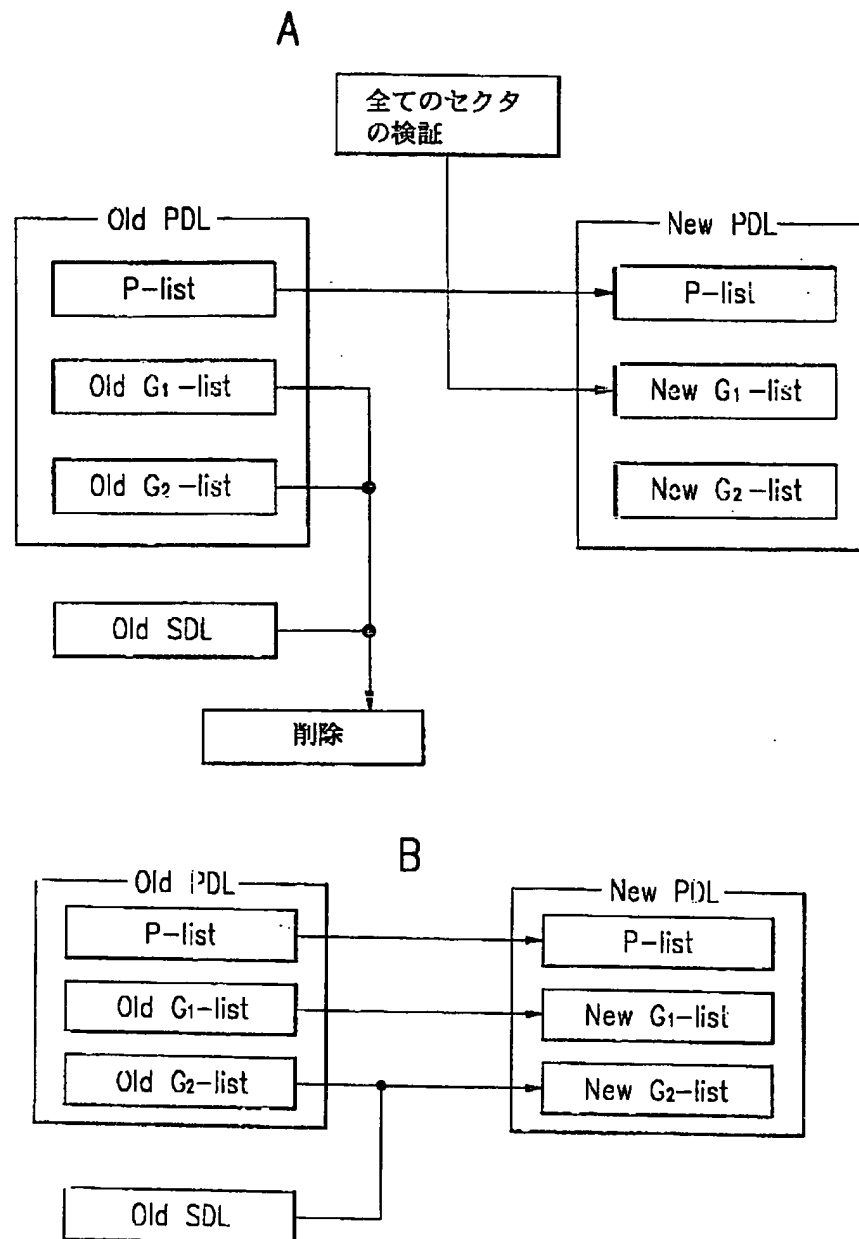 A
全てのセクタ
の検証
Old PDL
New PDL
P-list
P-list
Old G1-list
New G1-list
Old G2-list
New G2-list
Old SDL
削除
B
Old PDL
New PDL
P-list
P-list
Old G1-list
New G1-list
Old G2-list
New G2-list
Old SDL